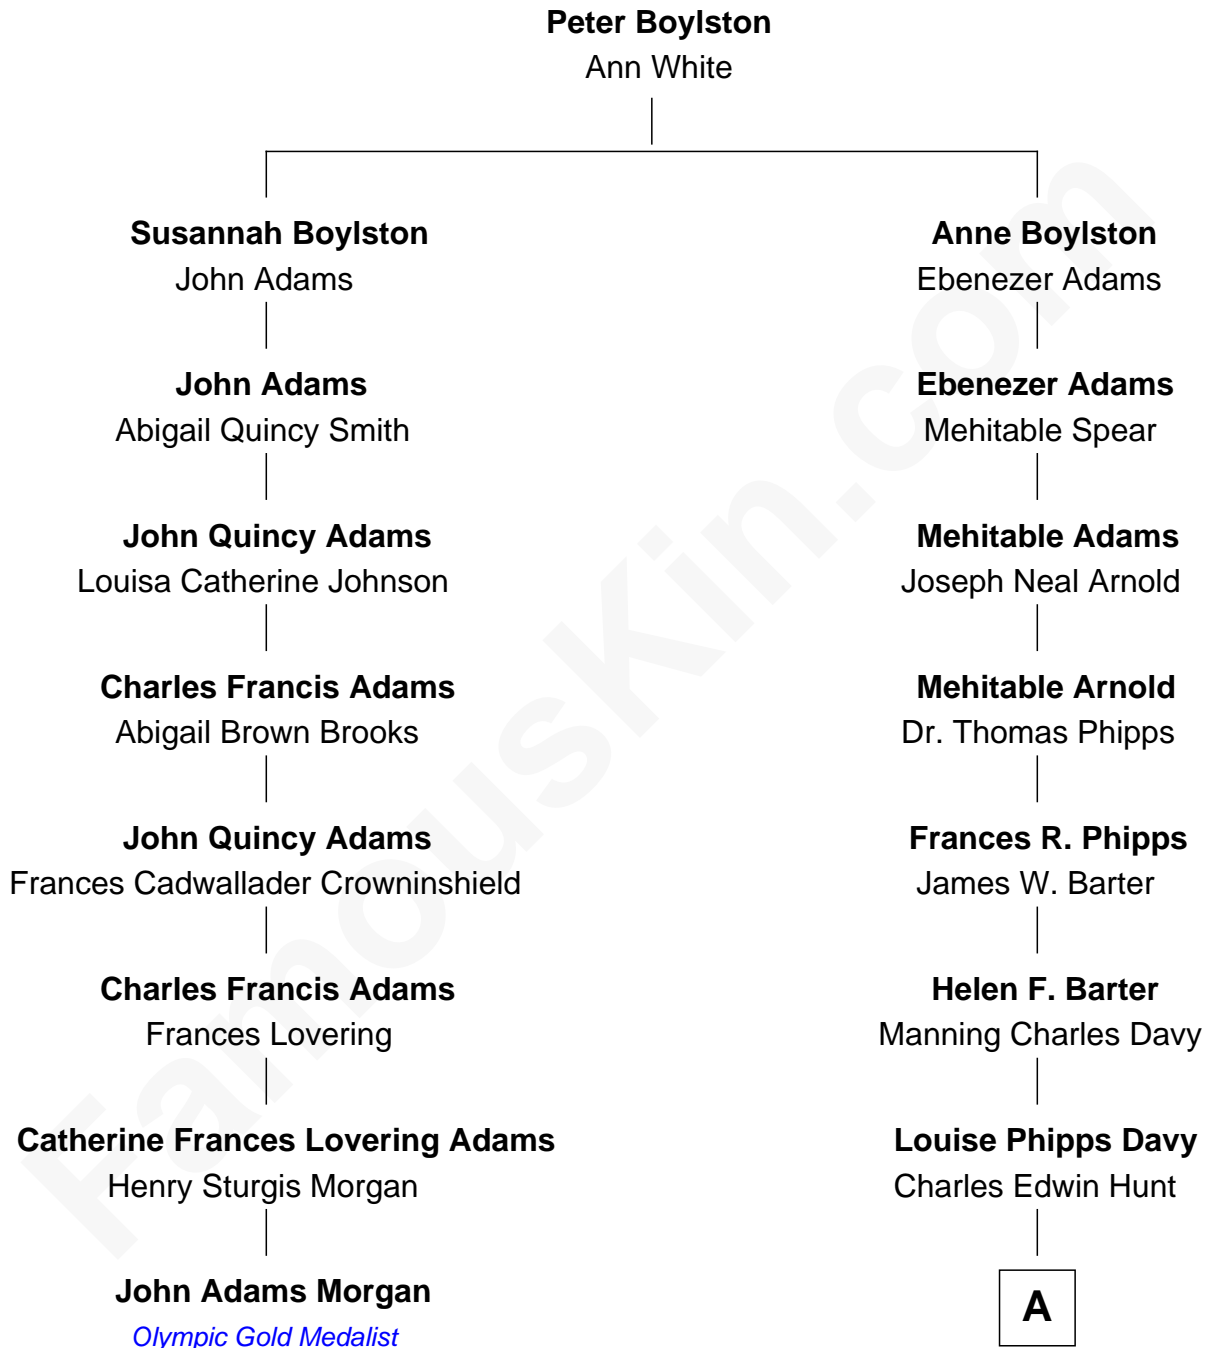 Peter Boylston
Ann White
Susannah Boylston
John Adams
Anne Boylston
Ebenezer Adams
John Adams
Abigail Quincy Smith
Ebenezer Adams
Mehitable Spear
John Quincy Adams
Louisa Catherine Johnson
Mehitable Adams
Joseph Neal Arnold
Charles Francis Adams
Abigail Brown Brooks
Mehitable Arnold
Dr. Thomas Phipps
John Quincy Adams
Frances Cadwallader Crowninshield
Frances R. Phipps
James W. Barter
Charles Francis Adams
Frances Lovering
Helen F. Barter
Manning Charles Davy
Catherine Frances Lovering Adams
Henry Sturgis Morgan
Louise Phipps Davy
Charles Edwin Hunt
John Adams Morgan
Olympic Gold Medalist
A
FamousKin.com